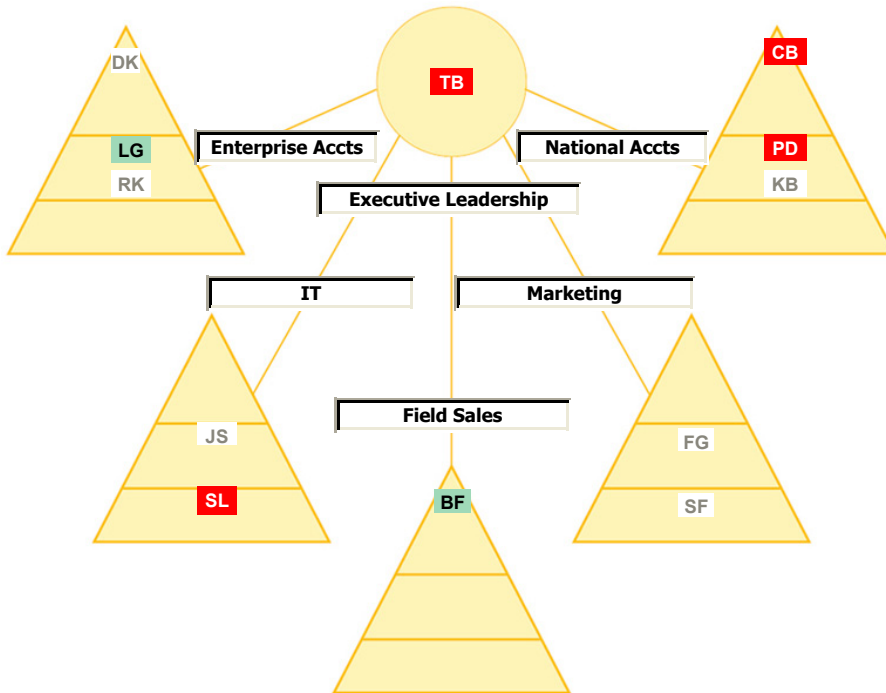 DK
TB
CB
LG
Enterprise Accts
National Accts
PD
RK
KB
Executive Leadership
IT
Marketing
Field Sales
JS
FG
SL
BF
SF